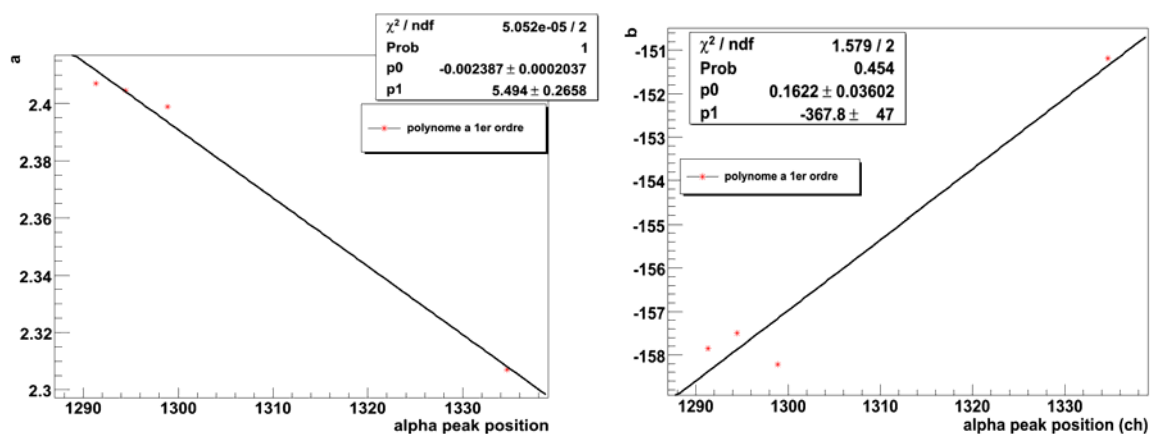 χ² / ndf 5.052e-05 / 2
Prob 1
p0 -0.002387 ± 0.0002037
p1 5.494 ± 0.2658
polynome a 1er ordre
a
2.4
2.38
2.36
2.34
2.32
2.3
1290 1300 1310 1320 1330
alpha peak position
b
χ² / ndf 1.579 / 2
Prob 0.454
p0 0.1622 ± 0.03602
p1 -367.8 ± 47
polynome a 1er ordre
-151
-152
-153
-154
-155
-156
-157
-158
1290 1300 1310 1320 1330
alpha peak position (ch)